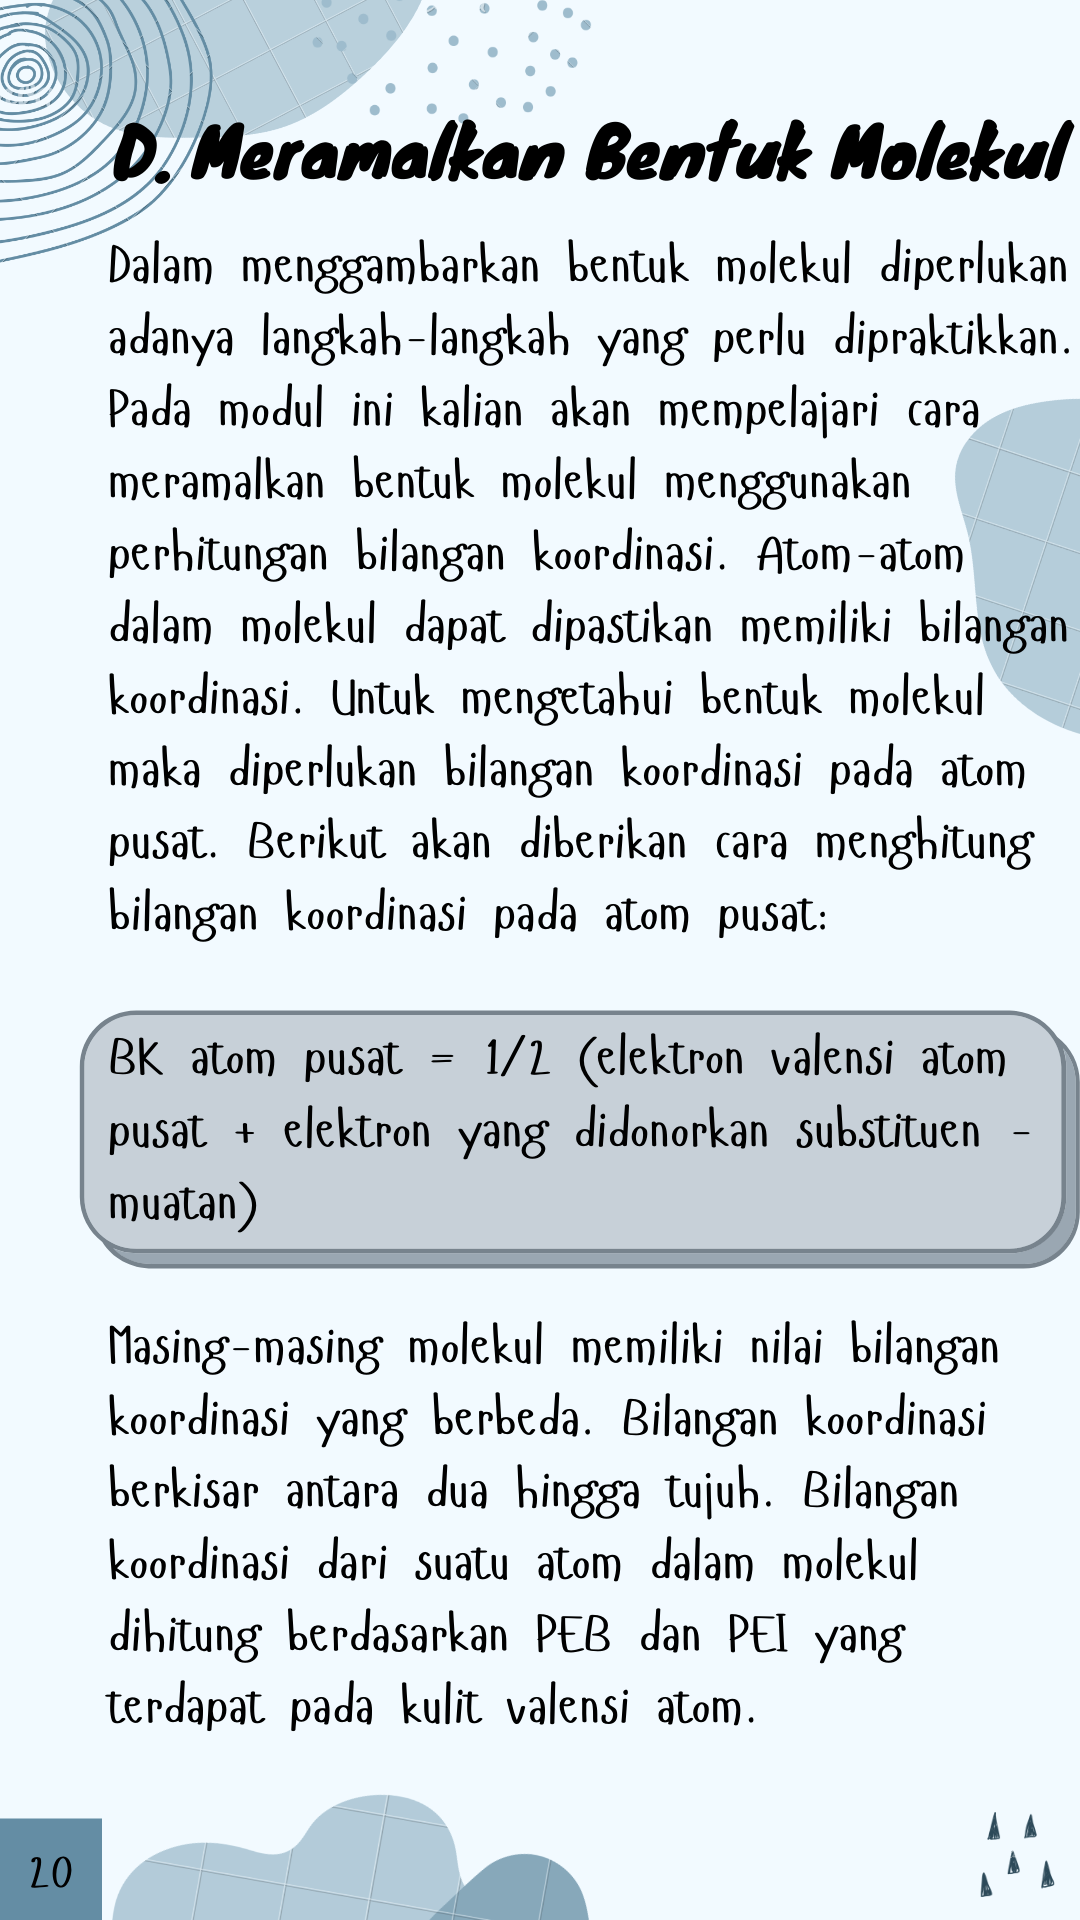 D. Meramalkan Bentuk Molekul
Dalam menggambarkan bentuk molekul diperlukan
adanya langkah-langkah yang perlu dipraktikkan.
Pada modul ini kalian akan mempelajari cara
meramalkan bentuk molekul menggunakan
perhitungan bilangan koordinasi. Atom-atom
dalam molekul dapat dipastikan memiliki bilangan
koordinasi. Untuk mengetahui bentuk molekul
maka diperlukan bilangan koordinasi pada atom
pusat. Berikut akan diberikan cara menghitung
bilangan koordinasi pada atom pusat:
BK atom pusat = 1/2 (elektron valensi atom
pusat + elektron yang didonorkan substituen -
muatan)
Masing-masing molekul memiliki nilai bilangan
koordinasi yang berbeda. Bilangan koordinasi
berkisar antara dua hingga tujuh. Bilangan
koordinasi dari suatu atom dalam molekul
dihitung berdasarkan PEB dan PEI yang
terdapat pada kulit valensi atom.
20